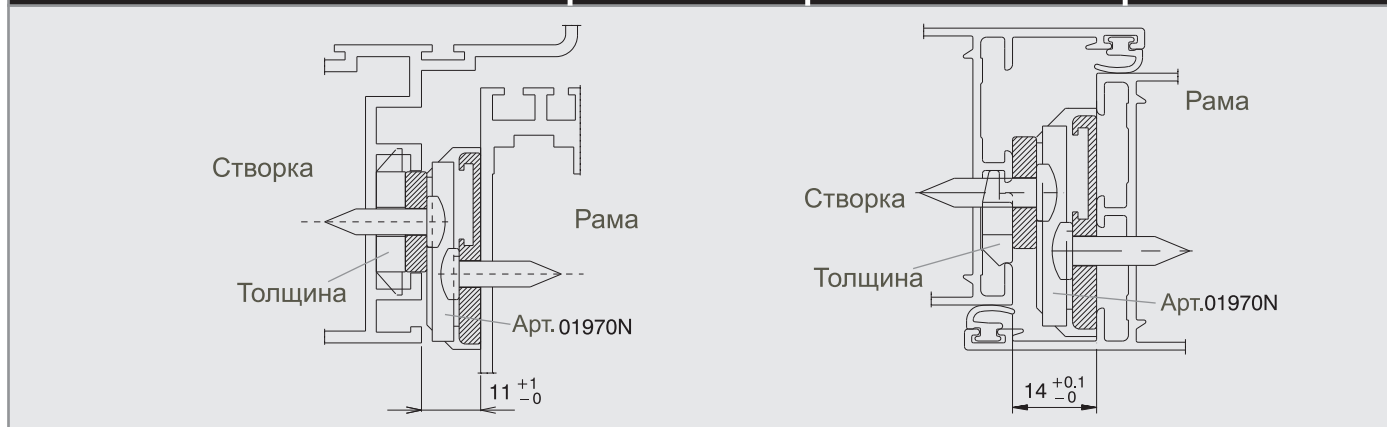 Створка
Рама
Толщина
Арт.01970N
11 +1 -0
Рама
Створка
Толщина
Арт.01970N
14 +0.1 -0